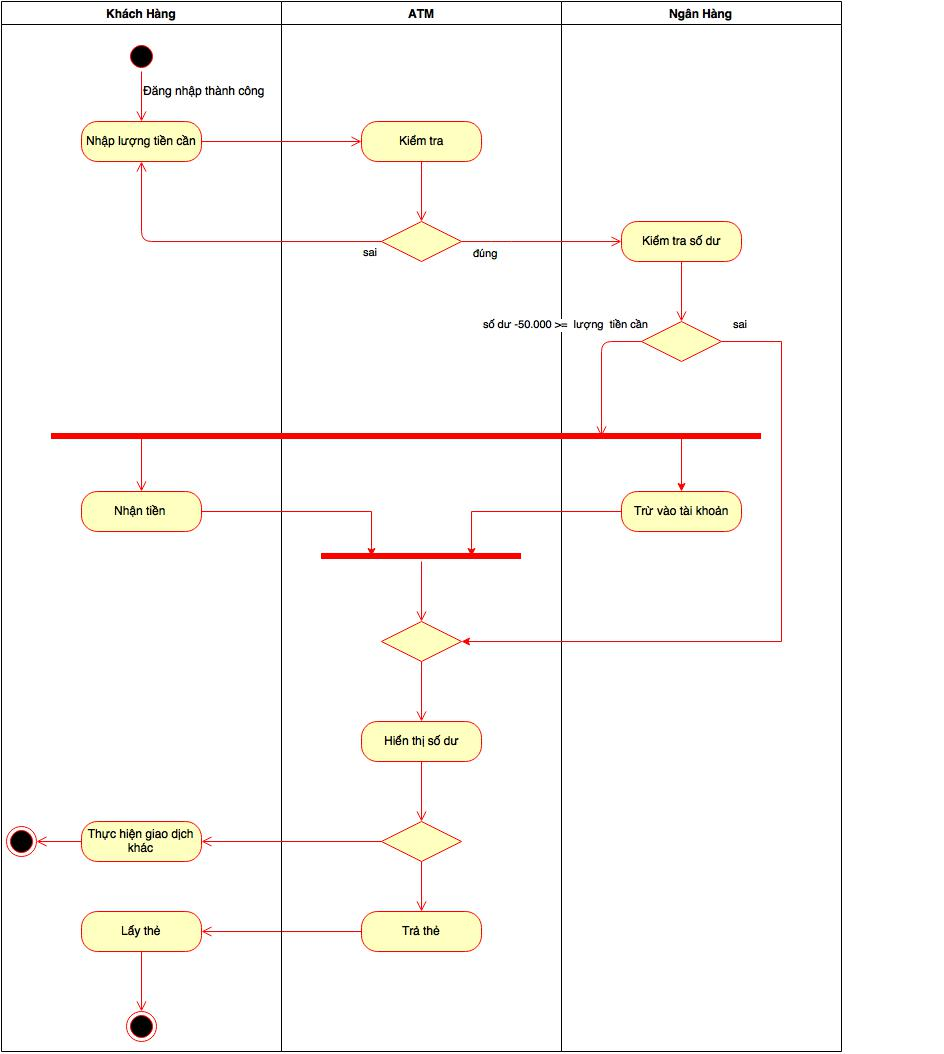 Khách Hàng
ATM
Ngân Hàng
Đăng nhập thành công
Nhập lượng tiền cần
Kiểm tra
sai
đúng
Kiểm tra số dư
số dư -50.000 >= lượng tiền cần
sai
Nhận tiền
Trừ vào tài khoản
Hiển thị số dư
Thực hiện giao dịch
khác
Lấy thẻ
Trả thẻ